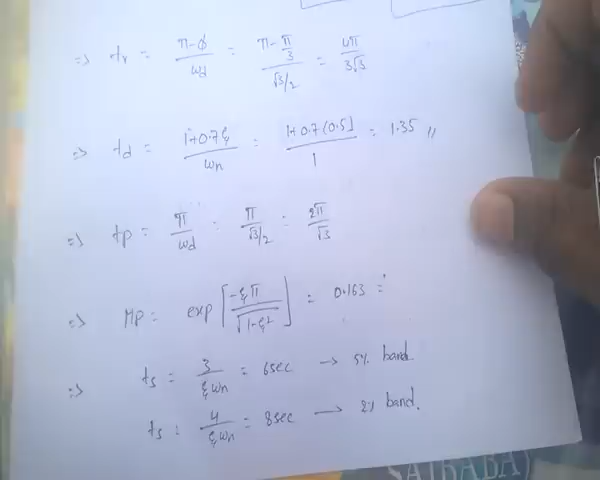 ⇒ tr = π-φ/ωd = π-π/3 / √3/2 = 4π/3√3
⇒ td = 1+0.7ξ/ωn = 1+0.7(0.5)/1 = 1.35 //
⇒ tp = π/ωd = π/√3/2 = 2π/√3
⇒ Mp = exp[-ξπ/√1-ξ²] = 0.163
⇒ ts = 3/ξωn = 6sec → 5% band
ts = 4/ξωn = 8sec → 2% band.